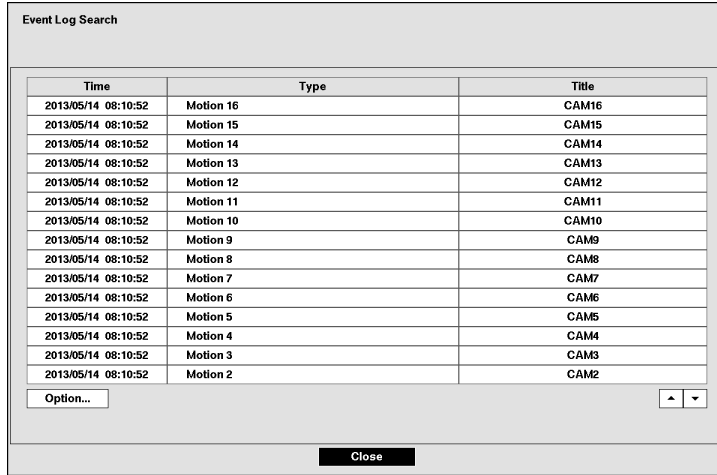 Event Log Search
Time Type Title
2013/05/14 08:10:52 Motion 16 CAM16
2013/05/14 08:10:52 Motion 15 CAM15
2013/05/14 08:10:52 Motion 14 CAM14
2013/05/14 08:10:52 Motion 13 CAM13
2013/05/14 08:10:52 Motion 12 CAM12
2013/05/14 08:10:52 Motion 11 CAM11
2013/05/14 08:10:52 Motion 10 CAM10
2013/05/14 08:10:52 Motion 9 CAM9
2013/05/14 08:10:52 Motion 8 CAM8
2013/05/14 08:10:52 Motion 7 CAM7
2013/05/14 08:10:52 Motion 6 CAM6
2013/05/14 08:10:52 Motion 5 CAM5
2013/05/14 08:10:52 Motion 4 CAM4
2013/05/14 08:10:52 Motion 3 CAM3
2013/05/14 08:10:52 Motion 2 CAM2
Option...
Close